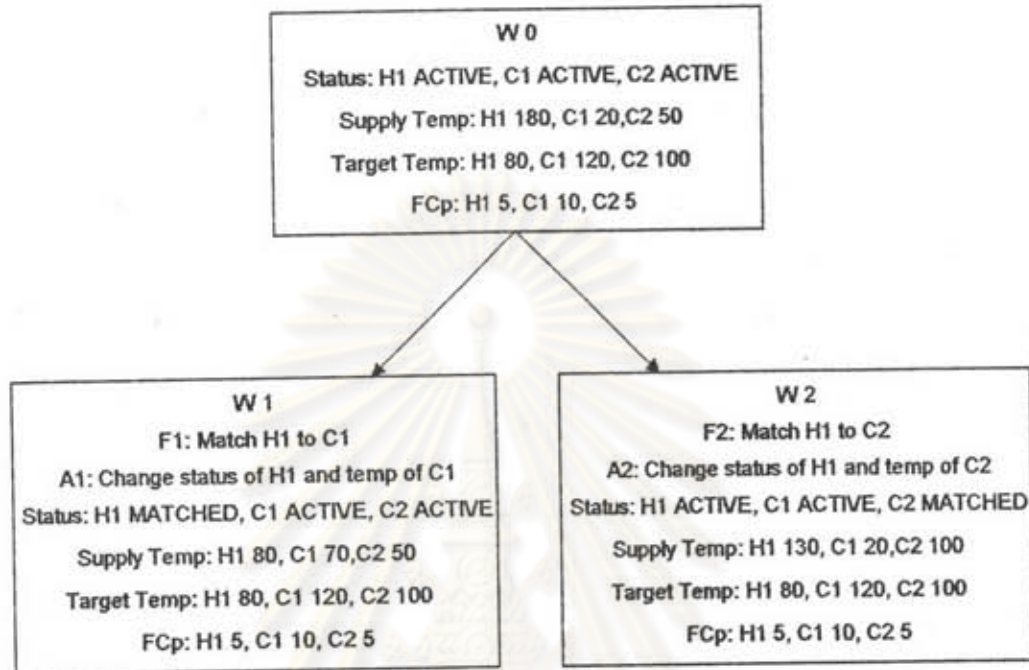 W 0
Status: H1 ACTIVE, C1 ACTIVE, C2 ACTIVE
Supply Temp: H1 180, C1 20,C2 50
Target Temp: H1 80, C1 120, C2 100
FCp: H1 5, C1 10, C2 5
W 1
F1: Match H1 to C1
A1: Change status of H1 and temp of C1
Status: H1 MATCHED, C1 ACTIVE, C2 ACTIVE
Supply Temp: H1 80, C1 70,C2 50
Target Temp: H1 80, C1 120, C2 100
FCp: H1 5, C1 10, C2 5
W 2
F2: Match H1 to C2
A2: Change status of H1 and temp of C2
Status: H1 ACTIVE, C1 ACTIVE, C2 MATCHED
Supply Temp: H1 130, C1 20,C2 100
Target Temp: H1 80, C1 120, C2 100
FCp: H1 5, C1 10, C2 5